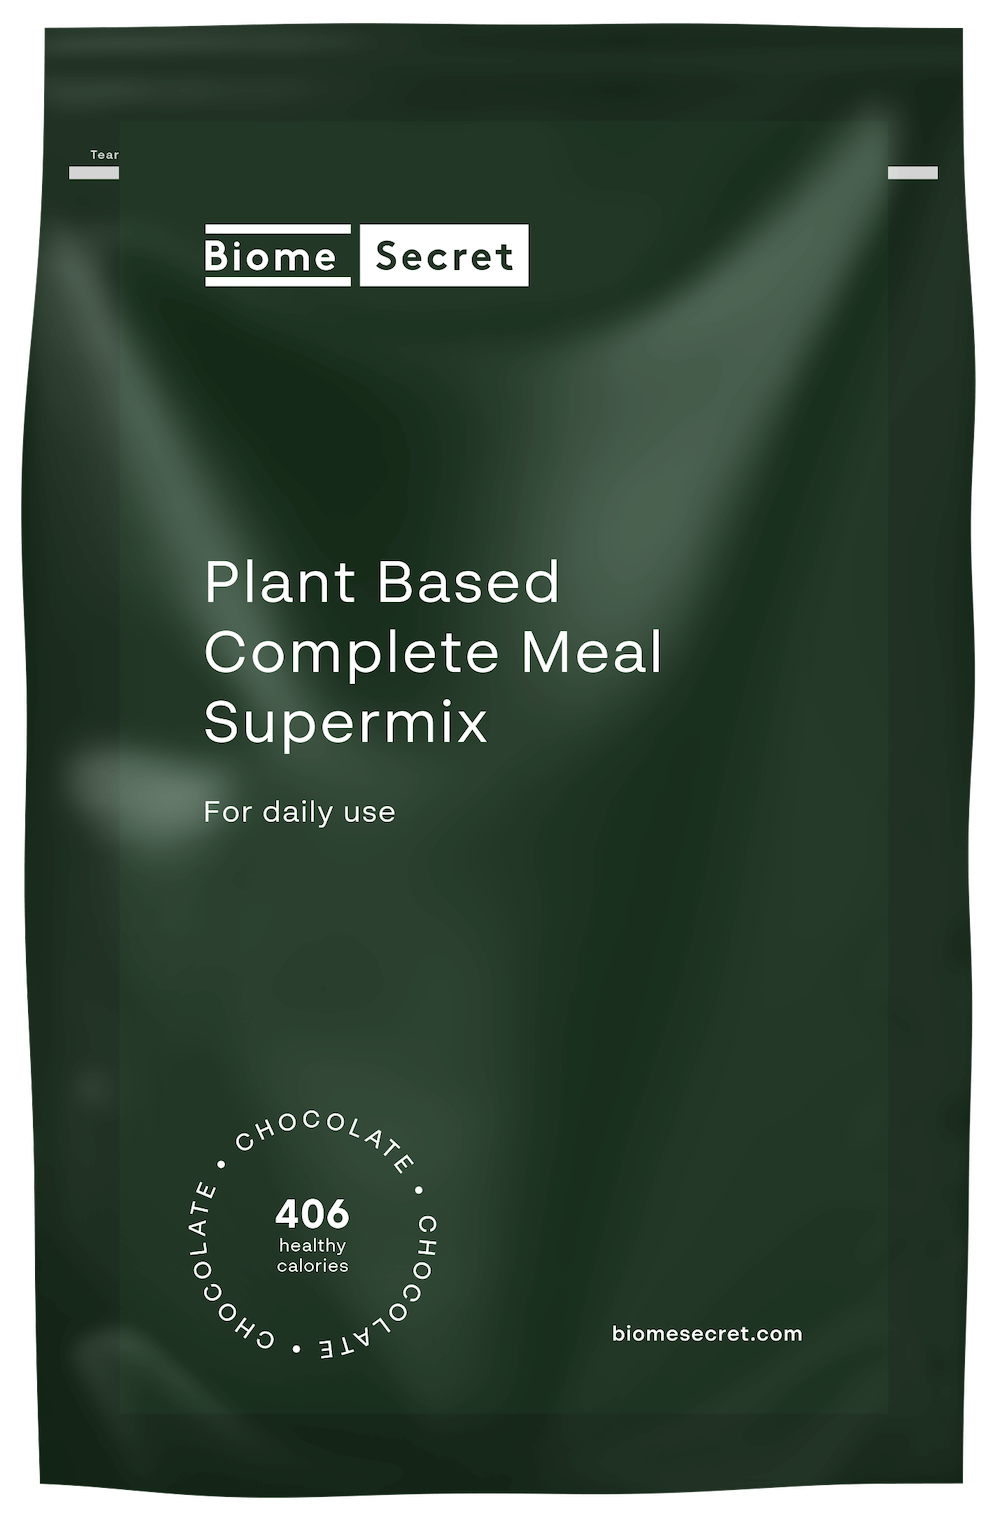 Tear
Biome Secret
Plant Based
Complete Meal
Supermix
For daily use
CHOCOLATE • CHOCOLATE • CHOCOLATE •
406
healthy
calories
biomesecret.com